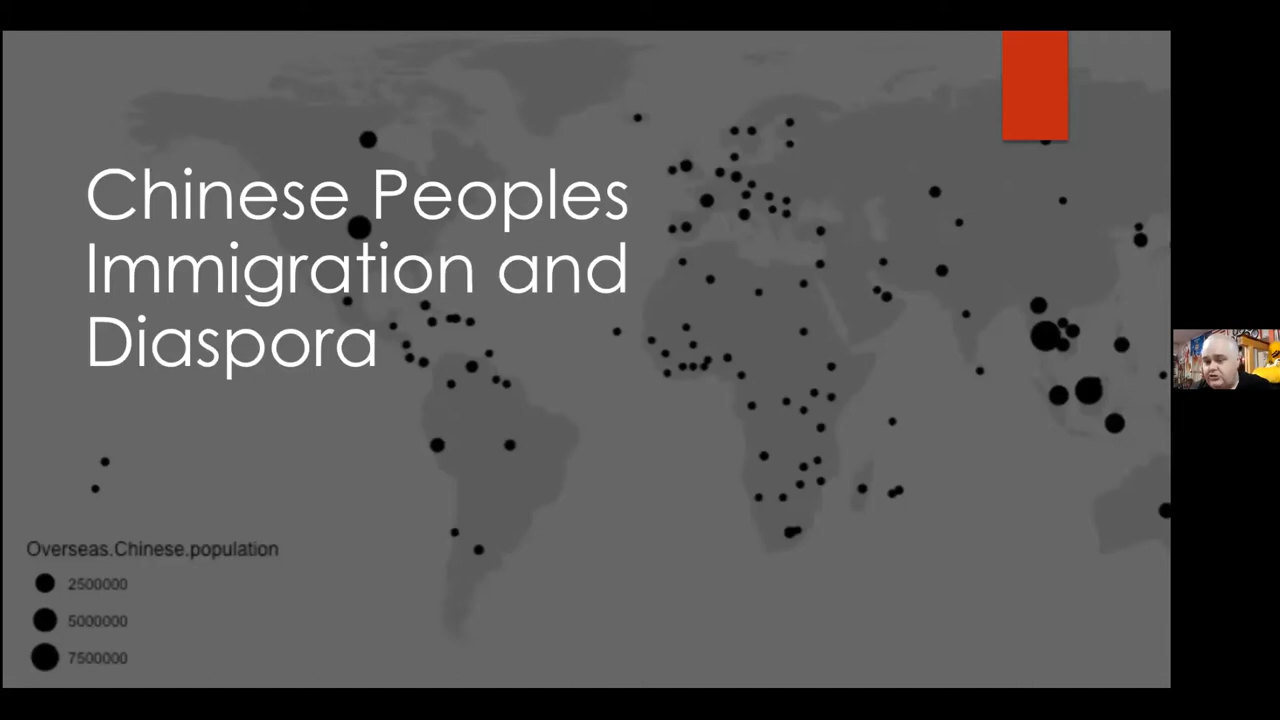 Chinese Peoples
Immigration and
Diaspora
Overseas.Chinese.population
2500000
5000000
7500000